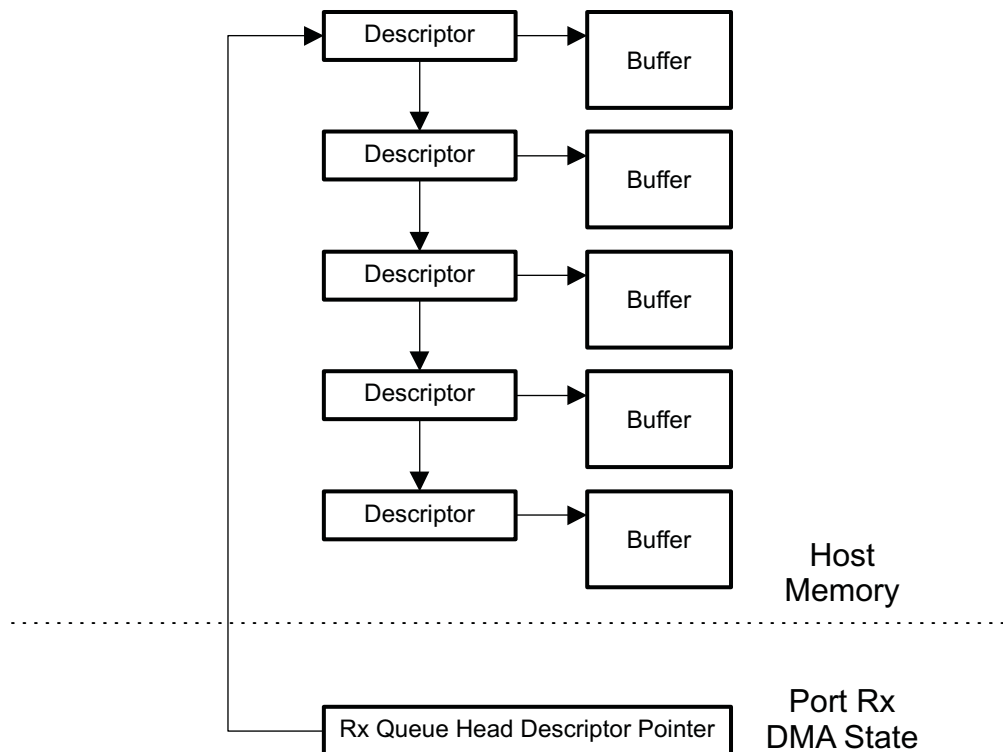 Descriptor
Buffer
Descriptor
Buffer
Descriptor
Buffer
Descriptor
Buffer
Descriptor
Buffer
Host
Memory
Rx Queue Head Descriptor Pointer
Port Rx
DMA State